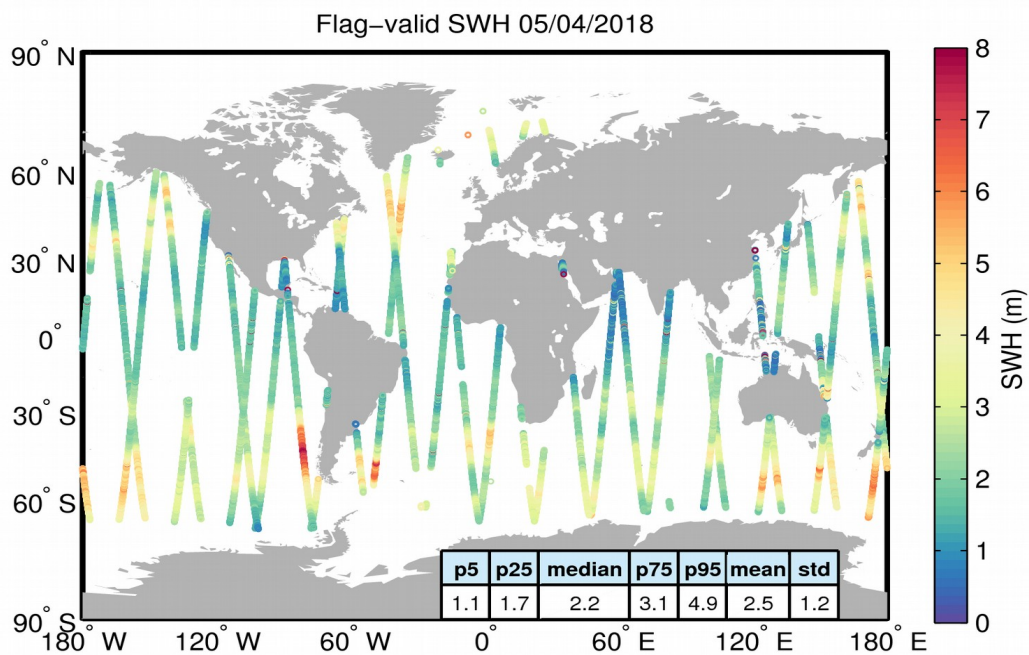 Flag−valid SWH 05/04/2018
90° N
60° N
30° N
0°
30° S
60° S
90° S
180° W
120° W
60° W
0°
60° E
120° E
180° E
8
7
6
5
4
3
2
1
0
SWH (m)
p5 p25 median p75 p95 mean std
1.1 1.7 2.2 3.1 4.9 2.5 1.2